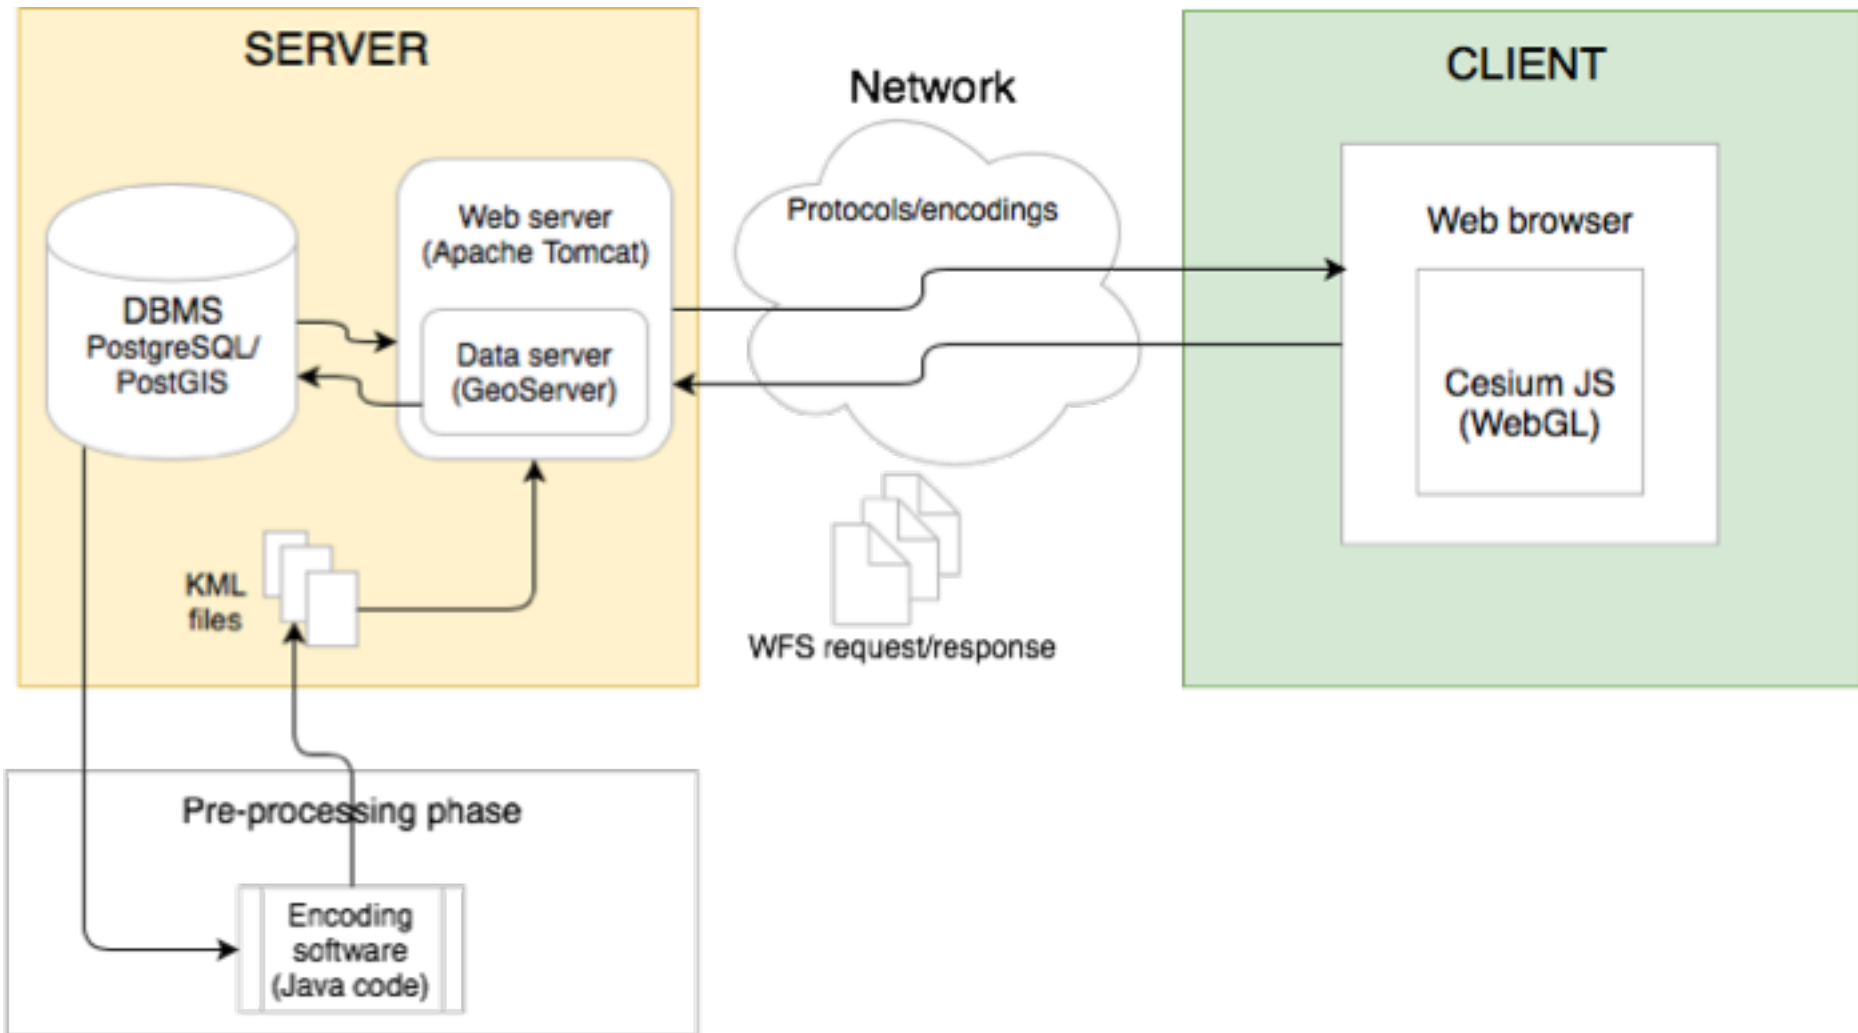 SERVER
CLIENT
Network
Web server
(Apache Tomcat)
Protocols/encodings
Web browser
DBMS
PostgreSQL/
PostGIS
Data server
(GeoServer)
Cesium JS
(WebGL)
KML
files
WFS request/response
Pre-processing phase
Encoding
software
(Java code)